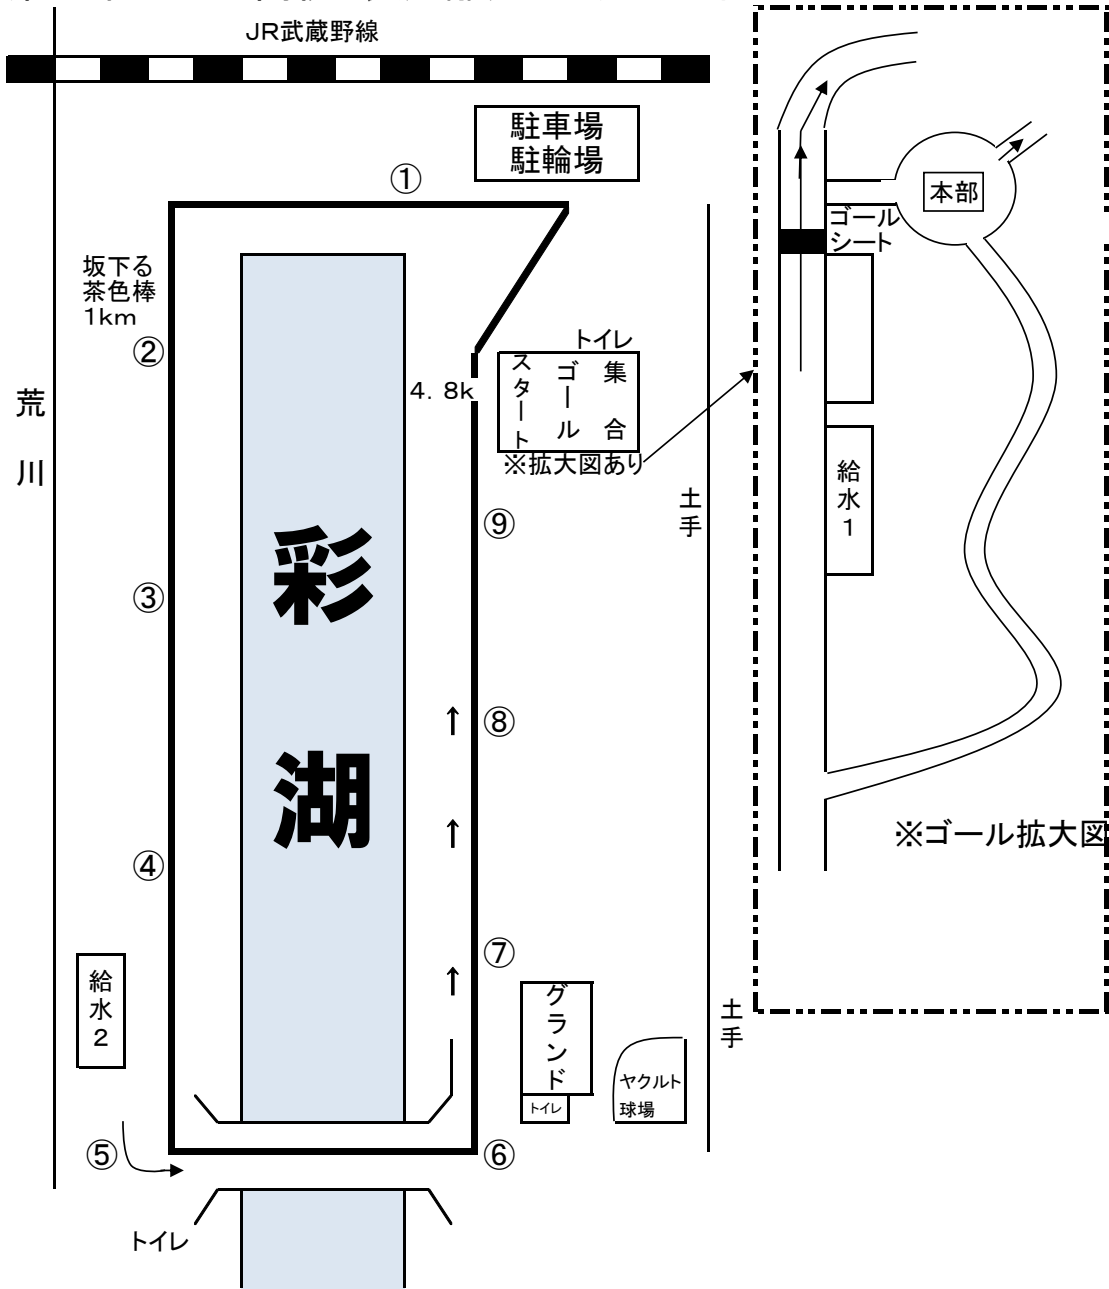 JR武蔵野線
駐車場
駐輪場
①
坂下る
茶色棒
1km
②
荒川
トイレ
スタート
ゴール
集合
4.8k
※拡大図あり
土手
⑨
彩湖
③
⑧
④
⑦
給水2
グランド
トイレ
ヤクルト
球場
土手
⑤
⑥
トイレ
本部
ゴール
シート
給水1
※ゴール拡大図